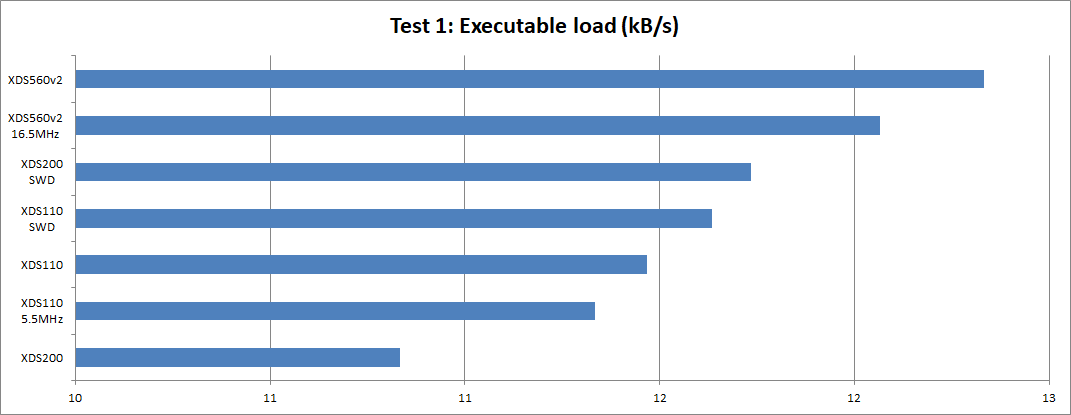 Test 1: Executable load (kB/s)
XDS560v2
XDS560v2
16.5MHz
XDS200
SWD
XDS110
SWD
XDS110
XDS110
5.5MHz
XDS200
10 11 11 12 12 13